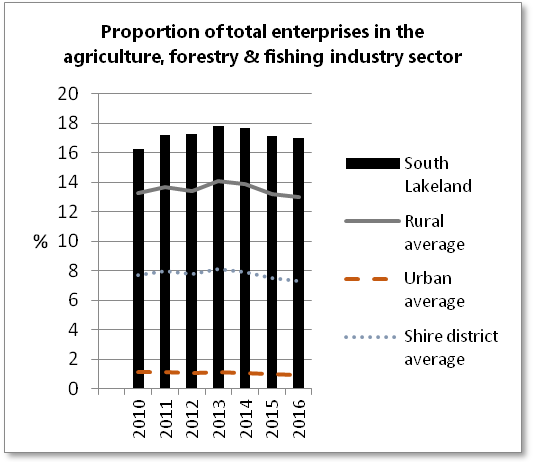 Proportion of total enterprises in the
agriculture, forestry & fishing industry sector
20
18
16
14
12
10
8
6
4
2
0
%
2010
2011
2012
2013
2014
2015
2016
South
Lakeland
Rural
average
Urban
average
Shire district
average